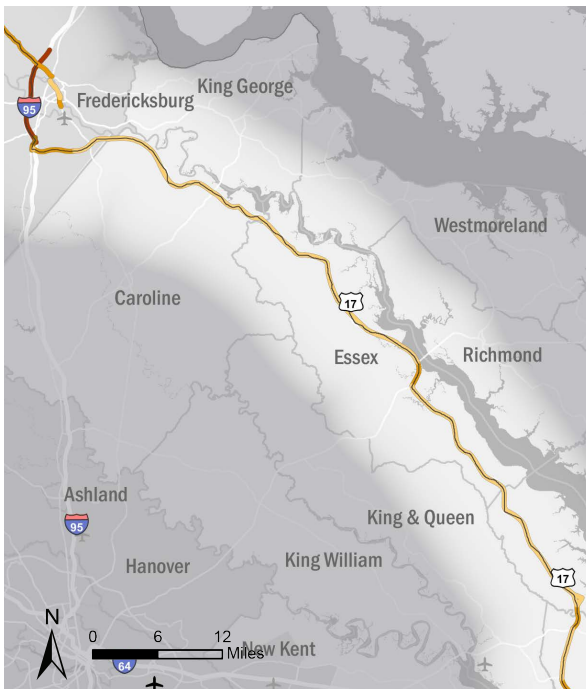 King George
Fredericksburg
95
Westmoreland
Caroline
17
Essex
Richmond
Ashland
95
King & Queen
Hanover
King William
17
N
0 6 12
Miles
New Kent
64